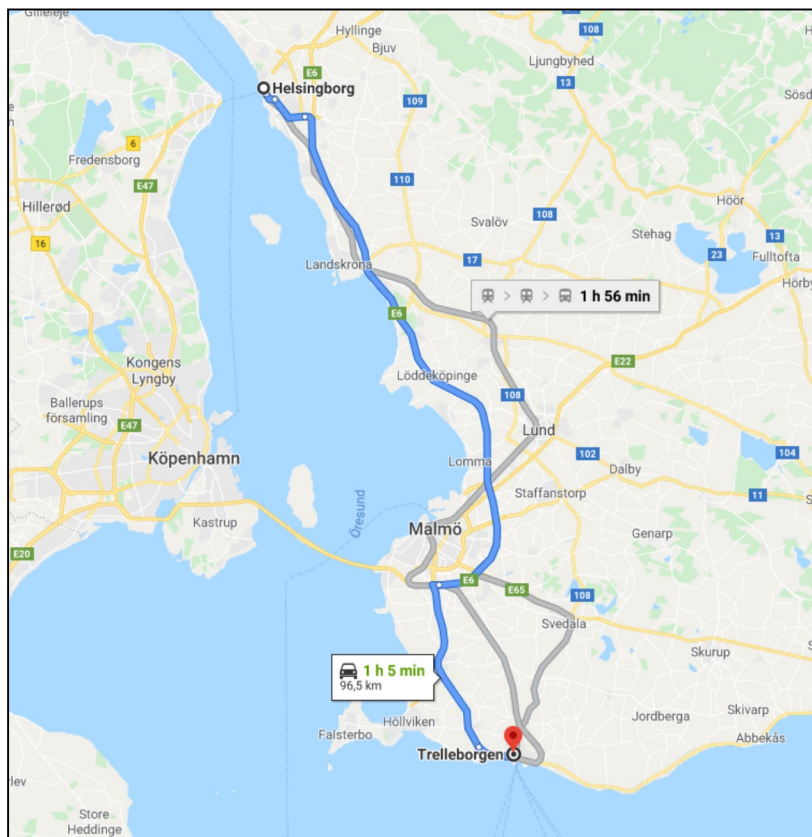 Gilleleje
Hyllinge
Bjuv
108
Ljungbyhed
13
E6
Helsingborg
109
Sösd
6
Fredensborg
E47
110
Hillerød
108
Höör
Svalöv
16
Stehag
13
23
Fulltofta
Landskrona
17
Hörby
1 h 56 min
E6
Kongens
Lyngby
E22
Löddeköpinge
Ballerups
församling
108
E47
Lund
Köpenhamn
102
104
Lomma
Dalby
Staffanstorp
11
Öresund
Kastrup
Malmö
Genarp
E20
E6
E65
108
Svedala
Skurup
1 h 5 min
96,5 km
Jordberga
Skivarp
Höllviken
Falsterbo
Abbekås
Trelleborgen
lev
Store
Heddinge